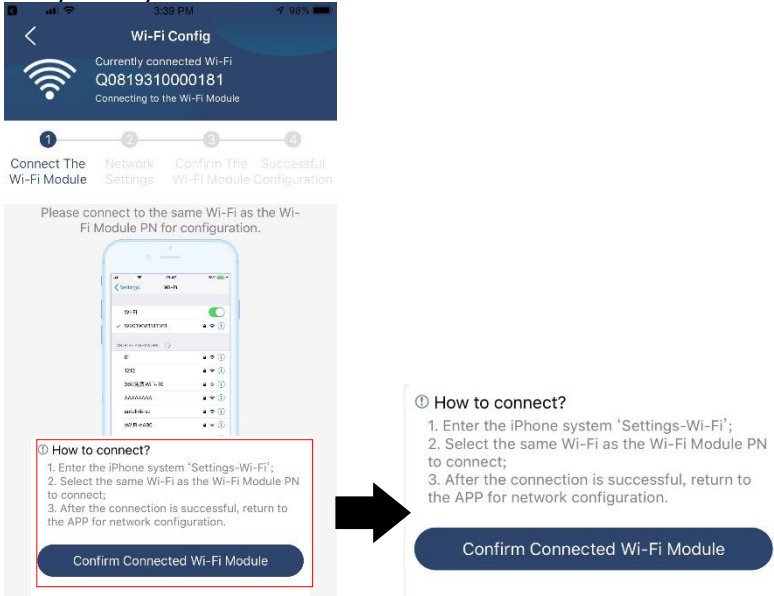 3:39 PM
98%
Wi-Fi Config
Currently connected Wi-Fi
Q0819310000181
Connecting to the Wi-Fi Module
1
2
3
4
Connect The
Wi-Fi Module
Network
Settings
Confirm The
Wi-Fi Module
Successful
Configuration
Please connect to the same Wi-Fi as the Wi-
Fi Module PN for configuration.
Settings
Wi-Fi
Wi-Fi
1242
AAAAAAAA
How to connect?
1. Enter the iPhone system ‘Settings-Wi-Fi’;
2. Select the same Wi-Fi as the Wi-Fi Module PN
to connect;
3. After the connection is successful, return to
the APP for network configuration.
Confirm Connected Wi-Fi Module
How to connect?
1. Enter the iPhone system ‘Settings-Wi-Fi’;
2. Select the same Wi-Fi as the Wi-Fi Module PN
to connect;
3. After the connection is successful, return to
the APP for network configuration.
Confirm Connected Wi-Fi Module